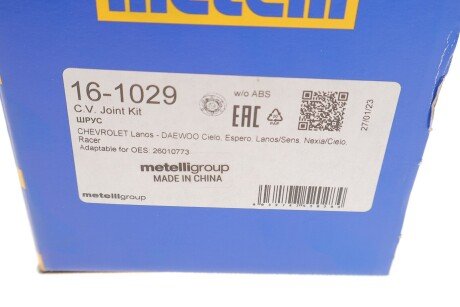 metelli
16-1029
w/o ABS
C.V. Joint Kit
ШРУС
EAC
27/01/23
CHEVROLET Lanos - DAEWOO Cielo, Espero, Lanos/Sens, Nexia/Cielo,
Racer
Adaptable for OES: 26010773
metelligroup
MADE IN CHINA
metelligroup